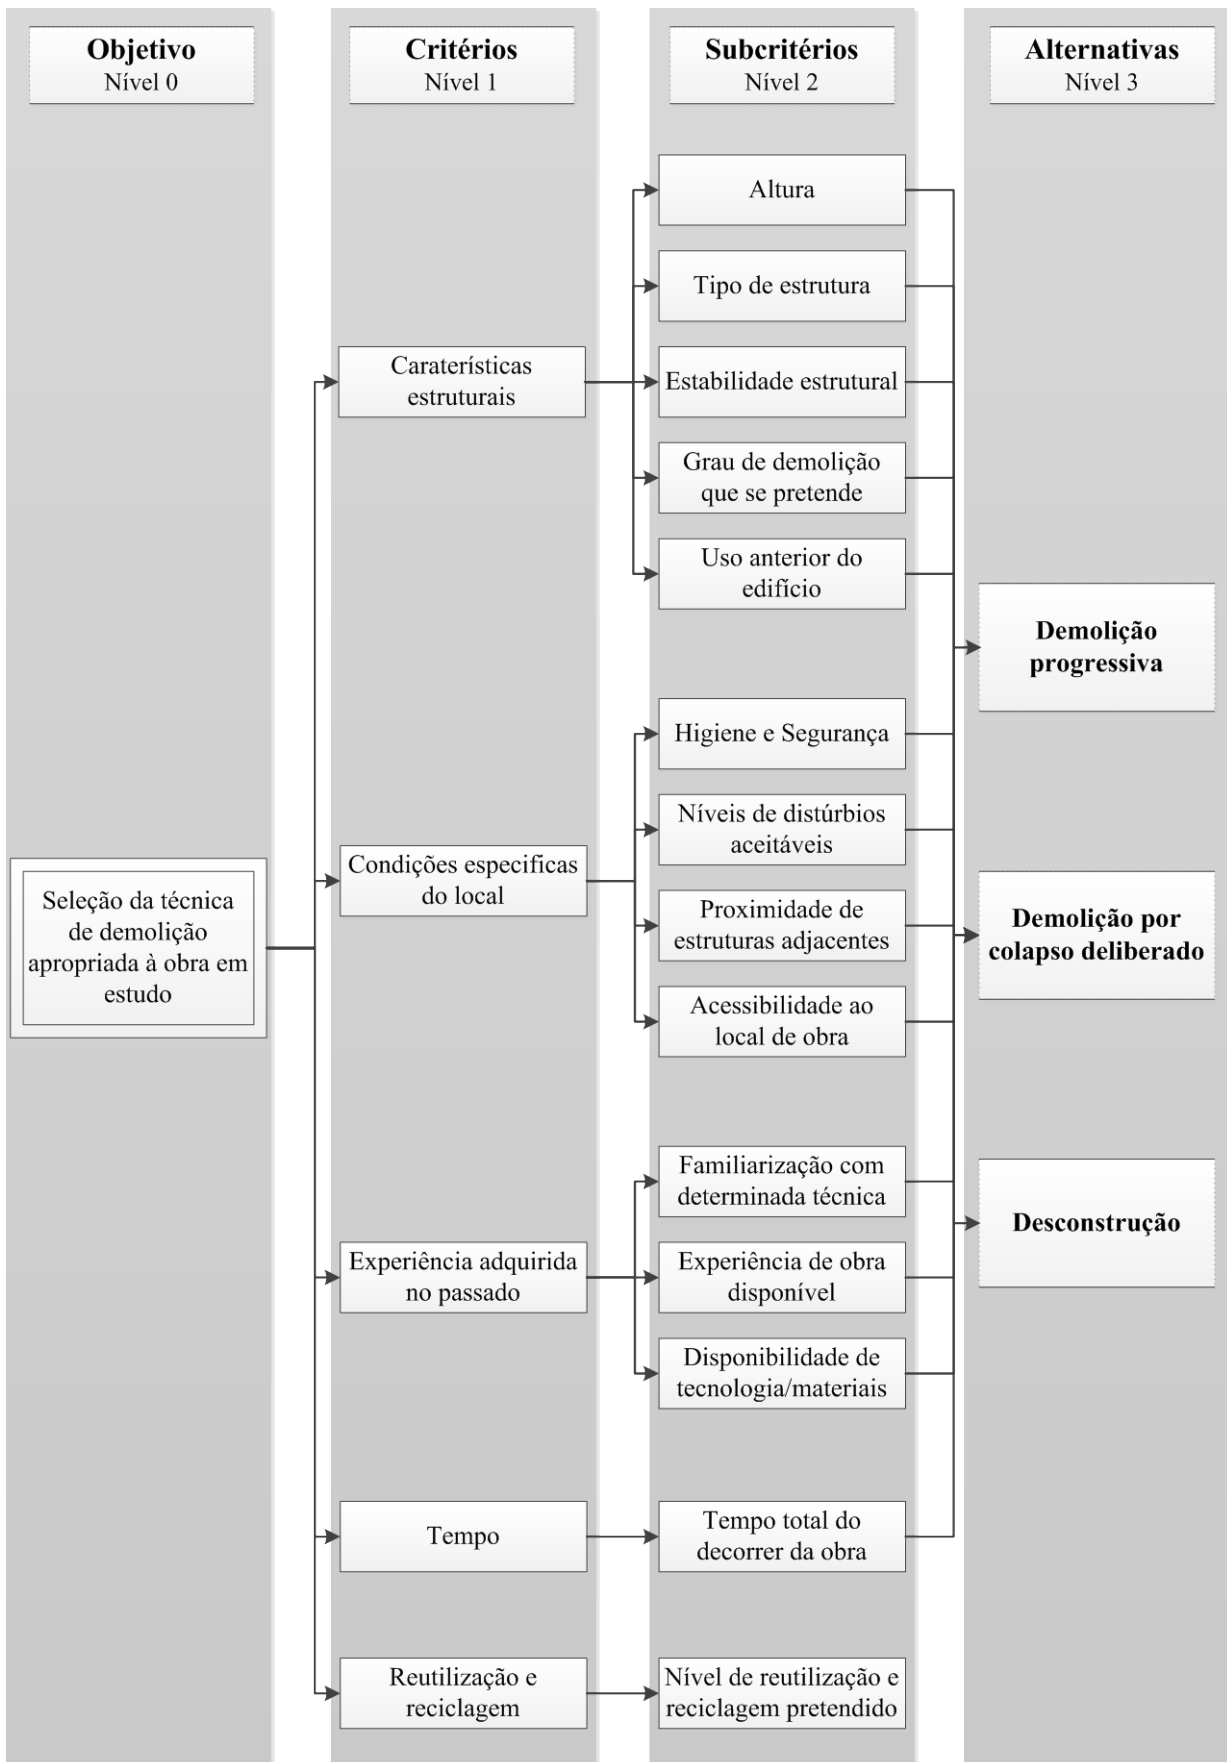 Objetivo
Nível 0
Critérios
Nível 1
Subcritérios
Nível 2
Alternativas
Nível 3
Seleção da técnica
de demolição
apropriada à obra em
estudo
Caraterísticas
estruturais
Condições especificas
do local
Experiência adquirida
no passado
Tempo
Reutilização e
reciclagem
Altura
Tipo de estrutura
Estabilidade estrutural
Grau de demolição
que se pretende
Uso anterior do
edifício
Higiene e Segurança
Níveis de distúrbios
aceitáveis
Proximidade de
estruturas adjacentes
Acessibilidade ao
local de obra
Familiarização com
determinada técnica
Experiência de obra
disponível
Disponibilidade de
tecnologia/materiais
Tempo total do
decorrer da obra
Nível de reutilização e
reciclagem pretendido
Demolição
progressiva
Demolição por
colapso deliberado
Desconstrução